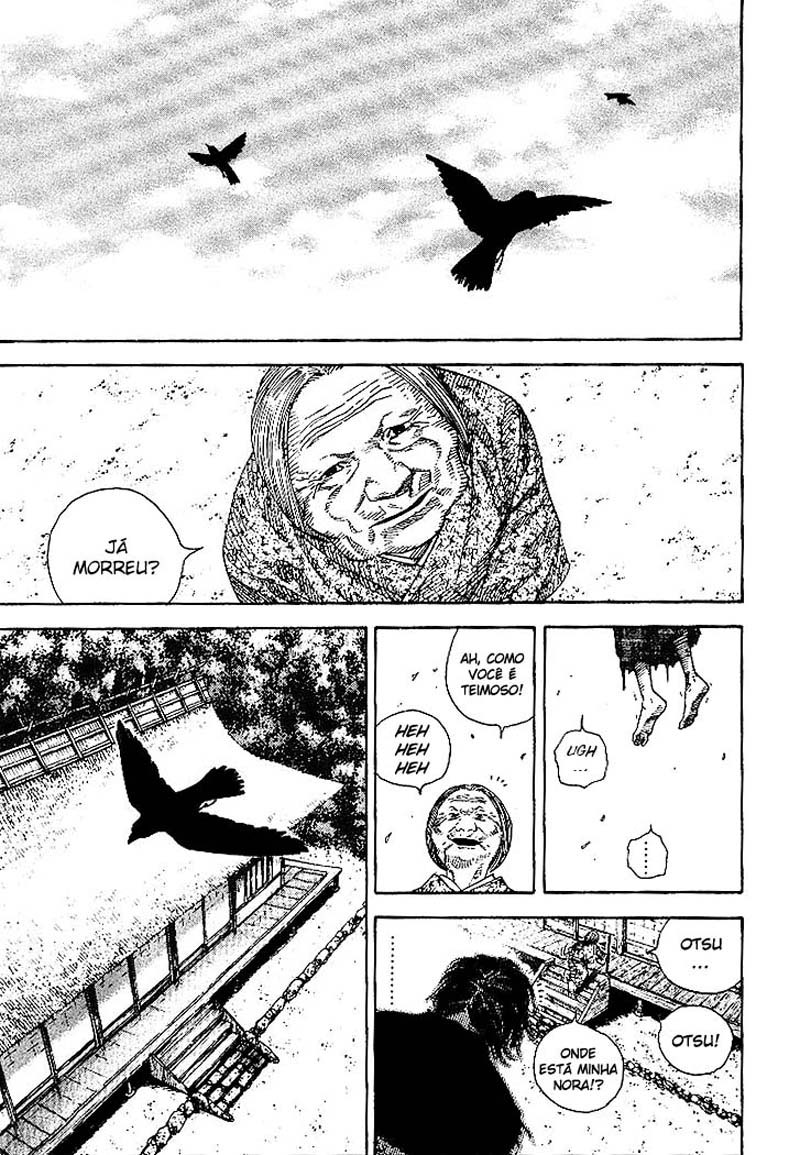 JÁ
MORREU?
UGH
...
......
AH, COMO
VOCÊ É
TEIMOSO!
HEH
HEH
HEH
OTSU
...
OTSU!
ONDE
ESTÁ MINHA
NORA!?
........